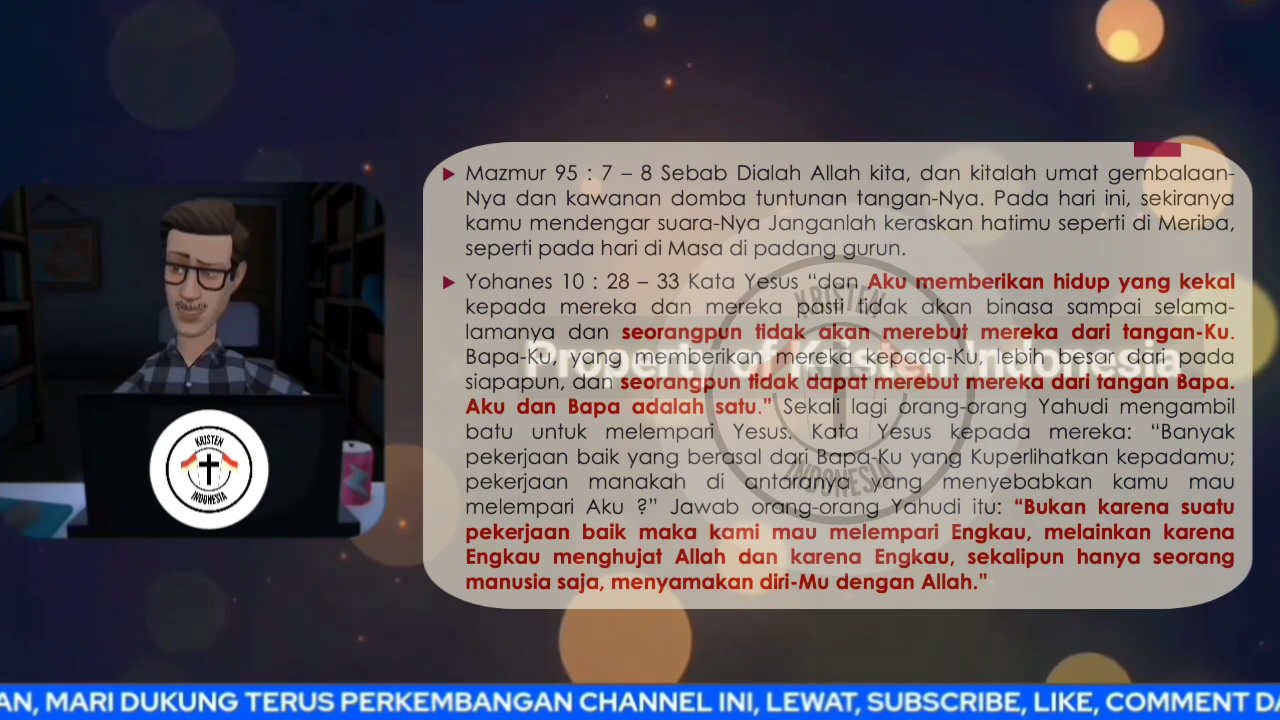 Mazmur 95 : 7 – 8 Sebab Dialah Allah kita, dan kitalah umat gembalaan-
Nya dan kawanan domba tuntunan tangan-Nya. Pada hari ini, sekiranya
kamu mendengar suara-Nya Janganlah keraskan hatimu seperti di Meriba,
seperti pada hari di Masa di padang gurun.
Yohanes 10 : 28 – 33 Kata Yesus “dan Aku memberikan hidup yang kekal
kepada mereka dan mereka pasti tidak akan binasa sampai selama-
lamanya dan seorangpun tidak akan merebut mereka dari tangan-Ku.
Bapa-Ku, yang memberikan mereka kepada-Ku, lebih besar dari pada
siapapun, dan seorangpun tidak dapat merebut mereka dari tangan Bapa.
Aku dan Bapa adalah satu.” Sekali lagi orang-orang Yahudi mengambil
batu untuk melempari Yesus. Kata Yesus kepada mereka: “Banyak
pekerjaan baik yang berasal dari Bapa-Ku yang Kuperlihatkan kepadamu;
pekerjaan manakah di antaranya yang menyebabkan kamu mau
melempari Aku ?” Jawab orang-orang Yahudi itu: “Bukan karena suatu
pekerjaan baik maka kami mau melempari Engkau, melainkan karena
Engkau menghujat Allah dan karena Engkau, sekalipun hanya seorang
manusia saja, menyamakan diri-Mu dengan Allah.”
Property of Kristen Indonesia
KRISTEN
INDONESIA
KRISTEN
INDONESIA
AN, MARI DUKUNG TERUS PERKEMBANGAN CHANNEL INI, LEWAT, SUBSCRIBE, LIKE, COMMENT DA